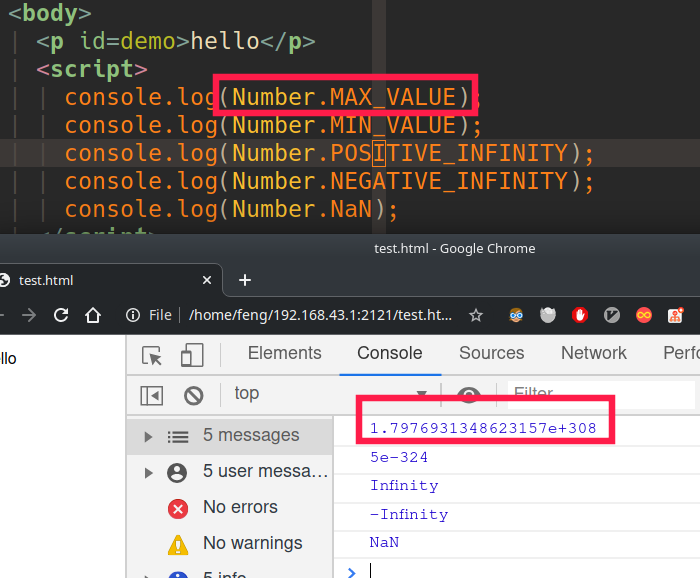 <body>
<p id=demo>hello</p>
<script>
console.log(Number.MAX_VALUE);
console.log(Number.MIN_VALUE);
console.log(Number.POSITIVE_INFINITY);
console.log(Number.NEGATIVE_INFINITY);
console.log(Number.NaN);
</script>
test.html - Google Chrome
test.html × +
File | /home/feng/192.168.43.1:2121/test.ht...
ello
Elements Console Sources Network Perfo
top Filter
5 messages
5 user messa...
No errors
No warnings
5 info
1.7976931348623157e+308
5e-324
Infinity
-Infinity
NaN
>